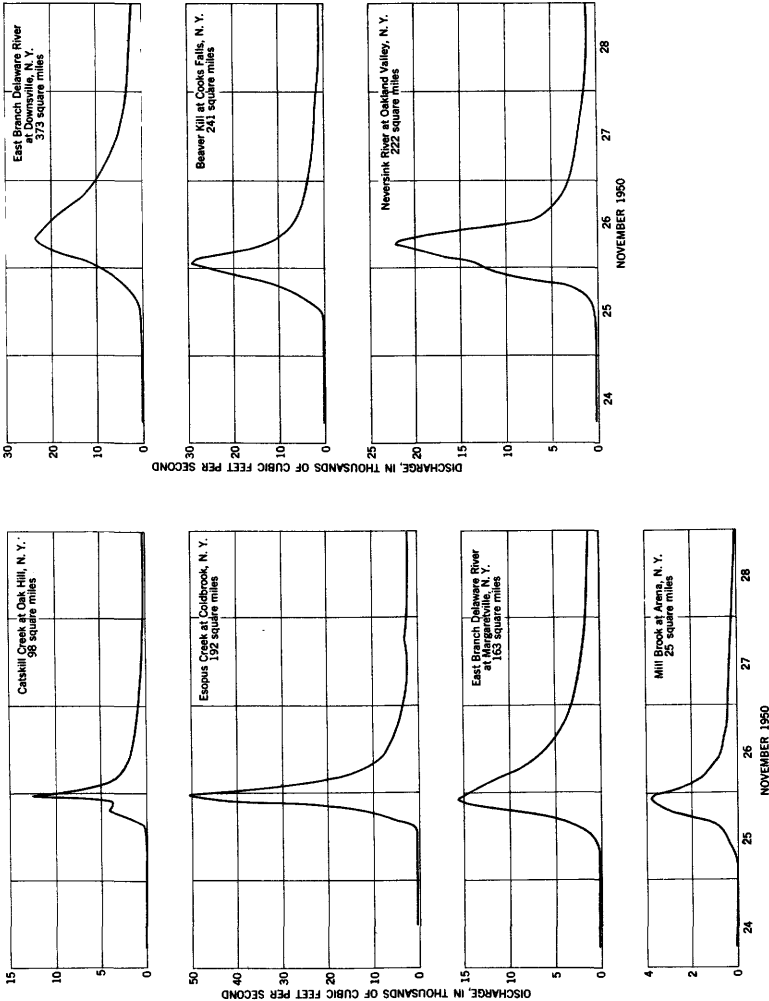 15
10
5
0
Catskill Creek at Oak Hill, N. Y.
98 square miles
50
40
30
20
10
0
Esopus Creek at Coldbrook, N. Y.
192 square miles
15
10
5
0
East Branch Delaware River
at Margaretville, N. Y.
163 square miles
4
2
0
Mill Brook at Arena, N. Y.
25 square miles
DISCHARGE, IN THOUSANDS OF CUBIC FEET PER SECOND
24 25 26 27 28
NOVEMBER 1950
30
20
10
0
East Branch Delaware River
at Downsville, N. Y.
373 square miles
30
20
10
0
Beaver Kill at Cooks Falls, N. Y.
241 square miles
25
20
15
10
5
0
Neversink River at Oakland Valley, N. Y.
222 square miles
DISCHARGE, IN THOUSANDS OF CUBIC FEET PER SECOND
24 25 26 27 28
NOVEMBER 1950